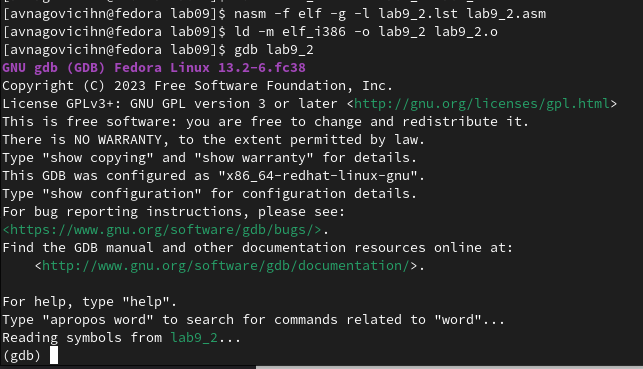 [avnagovicihn@fedora lab09]$ nasm -f elf -g -l lab9_2.lst lab9_2.asm
[avnagovicihn@fedora lab09]$ ld -m elf_i386 -o lab9_2 lab9_2.o
[avnagovicihn@fedora lab09]$ gdb lab9_2
GNU gdb (GDB) Fedora Linux 13.2-6.fc38
Copyright (C) 2023 Free Software Foundation, Inc.
License GPLv3+: GNU GPL version 3 or later <http://gnu.org/licenses/gpl.html>
This is free software: you are free to change and redistribute it.
There is NO WARRANTY, to the extent permitted by law.
Type "show copying" and "show warranty" for details.
This GDB was configured as "x86_64-redhat-linux-gnu".
Type "show configuration" for configuration details.
For bug reporting instructions, please see:
<https://www.gnu.org/software/gdb/bugs/>.
Find the GDB manual and other documentation resources online at:
    <http://www.gnu.org/software/gdb/documentation/>.

For help, type "help".
Type "apropos word" to search for commands related to "word"...
Reading symbols from lab9_2...
(gdb)